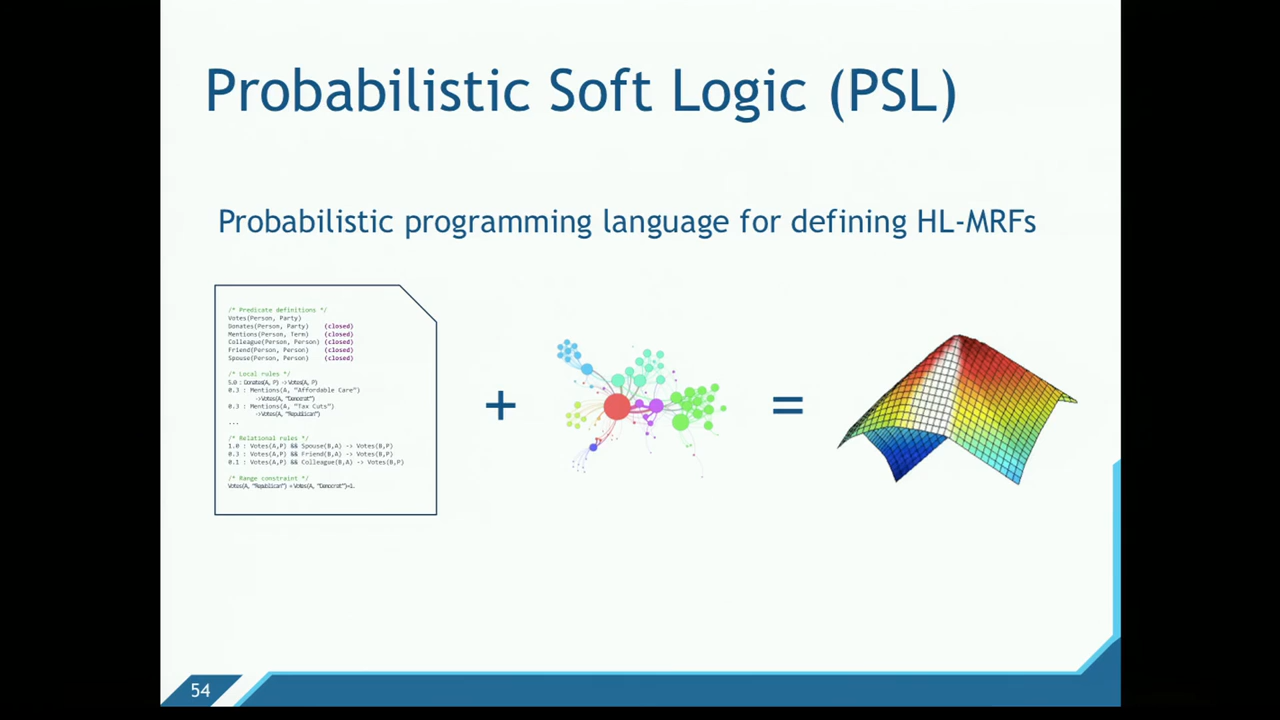 Probabilistic Soft Logic (PSL)
Probabilistic programming language for defining HL-MRFs
/* Predicate definitions */
Votes(Person, Party)
Donates(Person, Party) (closed)
Mentions(Person, Term) (closed)
Colleague(Person, Person) (closed)
Friend(Person, Person) (closed)
Spouse(Person, Person) (closed)
/* Local rules */
5.0 : Donates(A, P) -> Votes(A, P)
0.3 : Mentions(A, "Affordable Care")
->Votes(A, "Democrat")
0.3 : Mentions(A, "Tax Cuts")
->Votes(A, "Republican")
...
/* Relational rules */
1.0 : Votes(A,P) && Spouse(B,A) -> Votes(B,P)
0.3 : Votes(A,P) && Friend(B,A) -> Votes(B,P)
0.1 : Votes(A,P) && Colleague(B,A) -> Votes(B,P)
/* Range constraint */
Votes(A, "Republican") + Votes(A, "Democrat")=1.
+
=
54